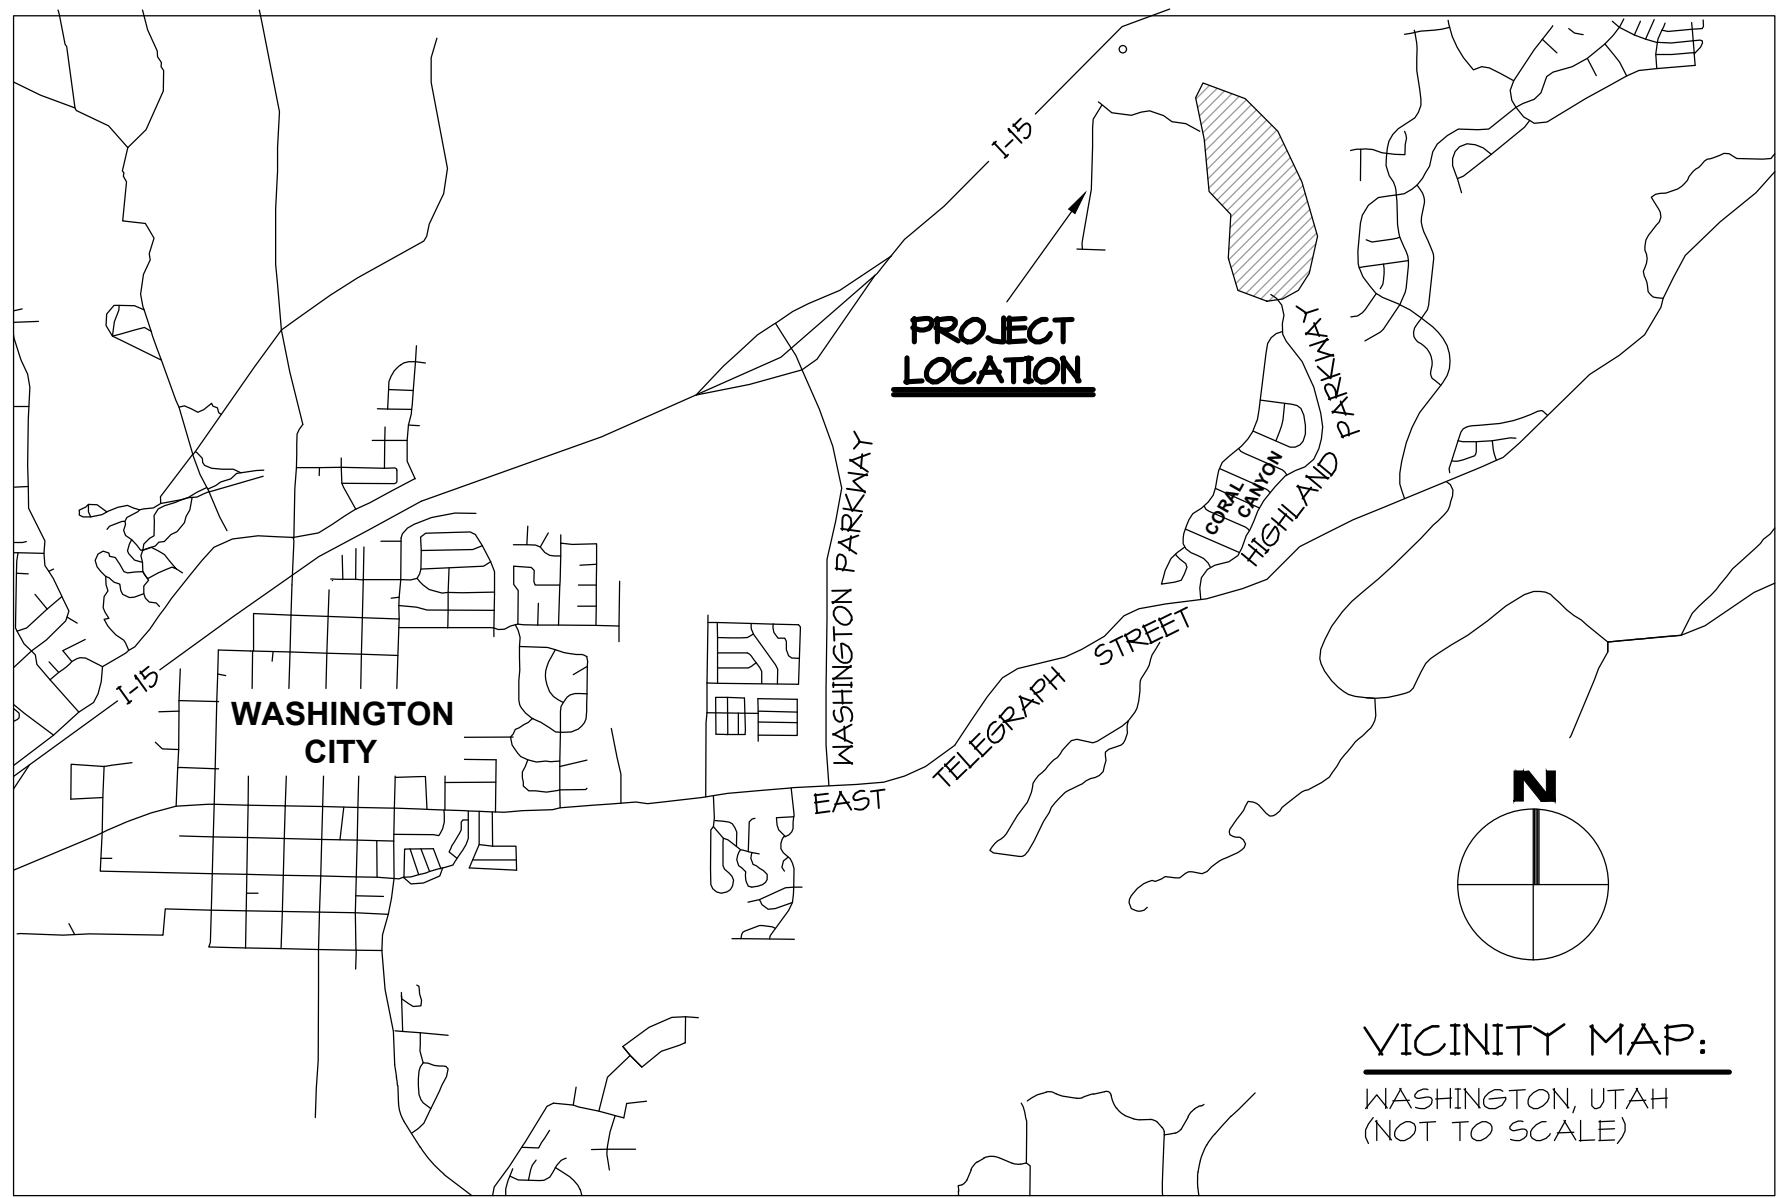 I-15
PROJECT
LOCATION
HIGHLAND PARKWAY
CORAL
CANYON
WASHINGTON PARKWAY
EAST TELEGRAPH STREET
I-15
WASHINGTON
CITY
N
VICINITY MAP:
WASHINGTON, UTAH
(NOT TO SCALE)